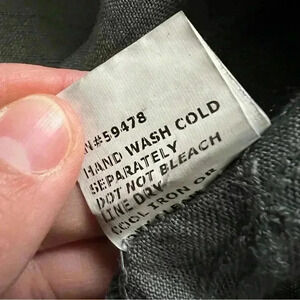 N#59478
HAND WASH COLD
SEPARATELY
DOT NOT BLEACH
LINE DRY
COOL IRON OR